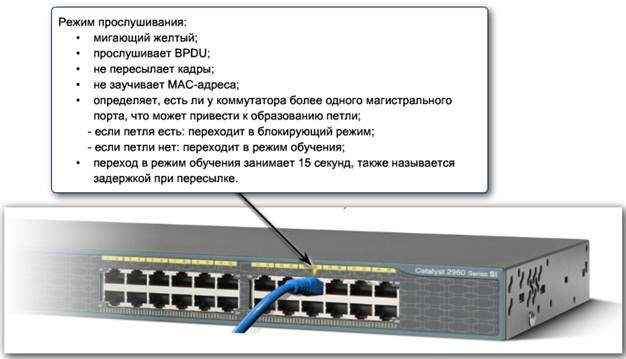 Режим прослушивания:
• мигающий желтый;
• прослушивает BPDU;
• не пересылает кадры;
• не заучивает MAC-адреса;
• определяет, есть ли у коммутатора более одного магистрального
порта, что может привести к образованию петли;
- если петля есть: переходит в блокирующий режим;
- если петли нет: переходит в режим обучения;
• переход в режим обучения занимает 15 секунд, также называется
задержкой при пересылке.
Catalyst 2960 Series SI